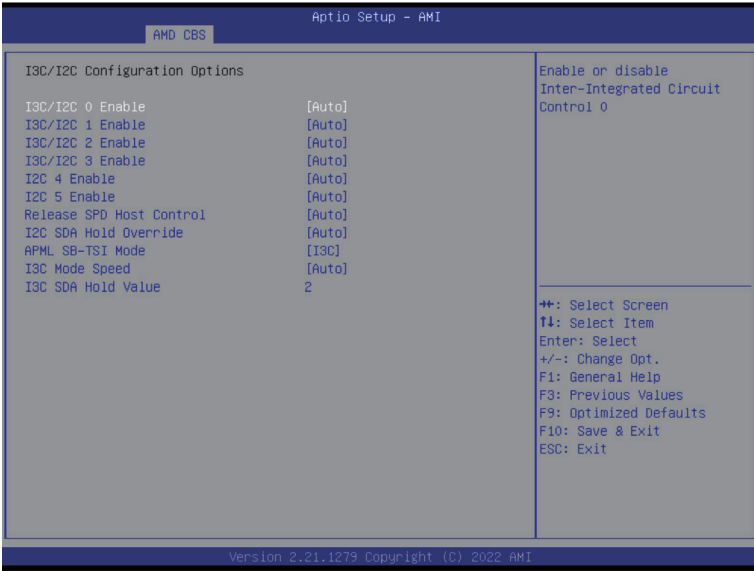 Aptio Setup – AMI
AMD CBS
I3C/I2C Configuration Options
I3C/I2C 0 Enable [Auto]
I3C/I2C 1 Enable [Auto]
I3C/I2C 2 Enable [Auto]
I3C/I2C 3 Enable [Auto]
I2C 4 Enable [Auto]
I2C 5 Enable [Auto]
Release SPD Host Control [Auto]
I2C SDA Hold Override [Auto]
APML SB-TSI Mode [I3C]
I3C Mode Speed [Auto]
I3C SDA Hold Value 2
Enable or disable
Inter-Integrated Circuit
Control 0
→←: Select Screen
↑↓: Select Item
Enter: Select
+/-: Change Opt.
F1: General Help
F3: Previous Values
F9: Optimized Defaults
F10: Save & Exit
ESC: Exit
Version 2.21.1279 Copyright (C) 2022 AMI